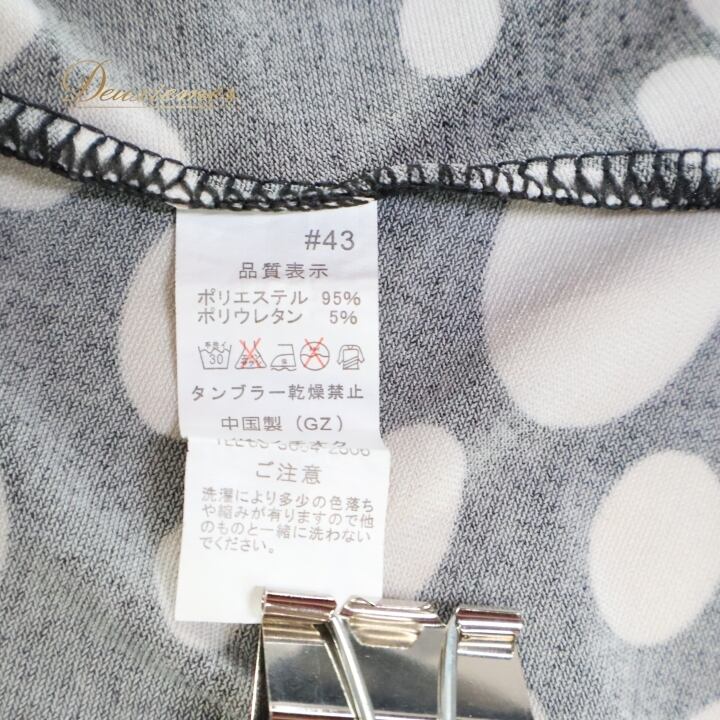 Deuxiemes
#43
品質表示
ポリエステル 95%
ポリウレタン 5%
30
タンブラー乾燥禁止
中国製（GZ）
ご注意
洗濯により多少の色落ち
や縮みが有りますので他
のものと一緒に洗わない
でください。